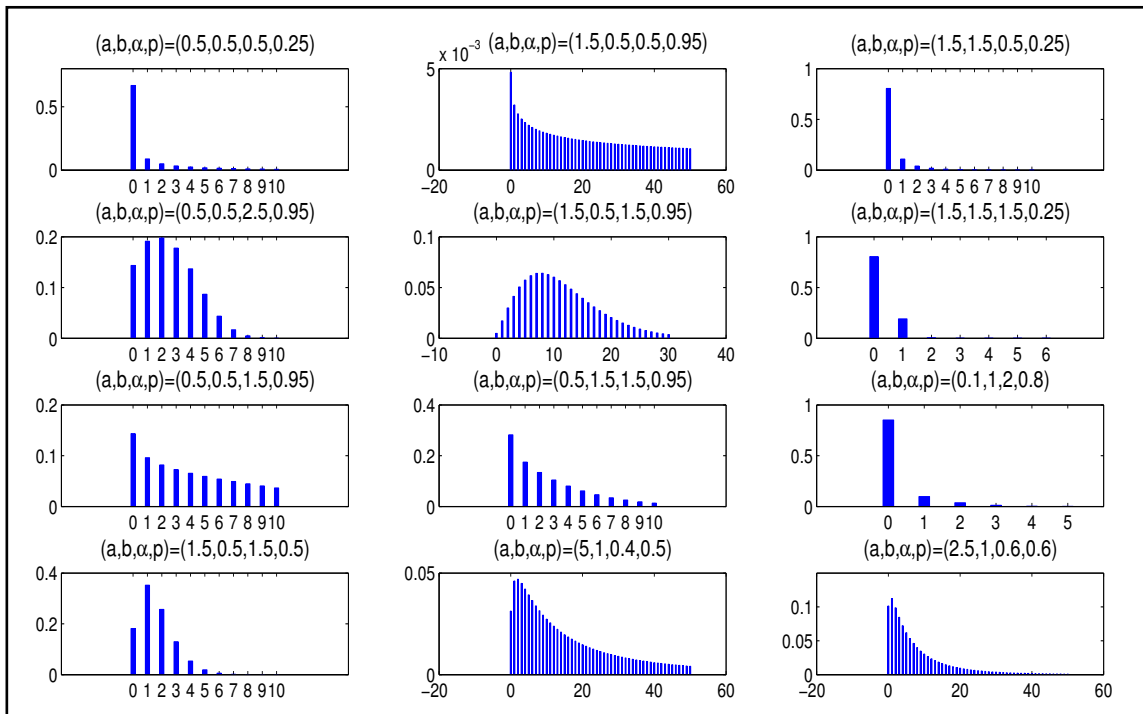 (a,b,α,p)=(0.5,0.5,0.5,0.25)
x 10⁻³ (a,b,α,p)=(1.5,0.5,0.5,0.95)
(a,b,α,p)=(1.5,1.5,0.5,0.25)
0.5
0
0 1 2 3 4 5 6 7 8 9 10
5
0
−20 0 20 40 60
1
0.5
0
0 1 2 3 4 5 6 7 8 9 10
(a,b,α,p)=(0.5,0.5,2.5,0.95)
(a,b,α,p)=(1.5,0.5,1.5,0.95)
(a,b,α,p)=(1.5,1.5,1.5,0.25)
0.2
0.1
0
0 1 2 3 4 5 6 7 8 9 10
0.1
0.05
0
−10 0 10 20 30 40
1
0.5
0
0 1 2 3 4 5 6
(a,b,α,p)=(0.5,0.5,1.5,0.95)
(a,b,α,p)=(0.5,1.5,1.5,0.95)
(a,b,α,p)=(0.1,1,2,0.8)
0.2
0.1
0
0 1 2 3 4 5 6 7 8 9 10
0.4
0.2
0
0 1 2 3 4 5 6 7 8 9 10
1
0.5
0
0 1 2 3 4 5
(a,b,α,p)=(1.5,0.5,1.5,0.5)
(a,b,α,p)=(5,1,0.4,0.5)
(a,b,α,p)=(2.5,1,0.6,0.6)
0.4
0.2
0
0 1 2 3 4 5 6 7 8 9 10
0.05
0
−20 0 20 40 60
0.1
0.05
0
−20 0 20 40 60